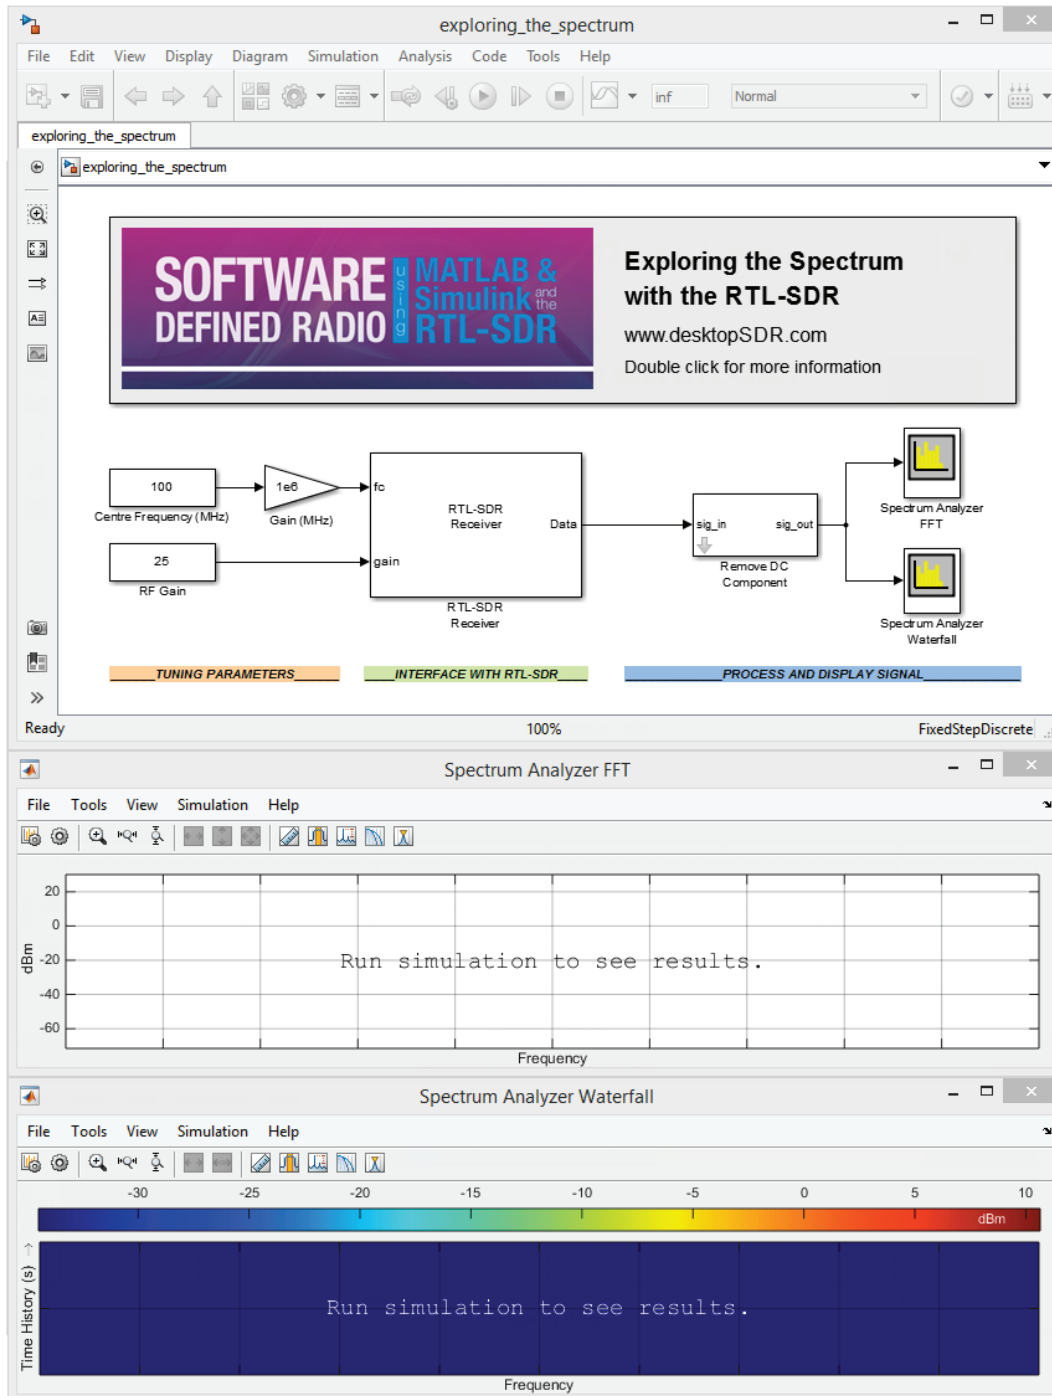 exploring_the_spectrum
File Edit View Display Diagram Simulation Analysis Code Tools Help
inf Normal
exploring_the_spectrum
exploring_the_spectrum
SOFTWARE DEFINED RADIO
using
MATLAB &
Simulink and the
RTL-SDR
Exploring the Spectrum
with the RTL-SDR
www.desktopSDR.com
Double click for more information
100
Centre Frequency (MHz)
1e6
Gain (MHz)
25
RF Gain
fc
gain
RTL-SDR
Receiver
Data
RTL-SDR
Receiver
sig_in sig_out
Remove DC
Component
Spectrum Analyzer
FFT
Spectrum Analyzer
Waterfall
TUNING PARAMETERS
INTERFACE WITH RTL-SDR
PROCESS AND DISPLAY SIGNAL
Ready 100% FixedStepDiscrete
Spectrum Analyzer FFT
File Tools View Simulation Help
20
0
-20
-40
-60
dBm
Run simulation to see results.
Frequency
Spectrum Analyzer Waterfall
File Tools View Simulation Help
-30 -25 -20 -15 -10 -5 0 5 10
dBm
Time History (s)
Run simulation to see results.
Frequency